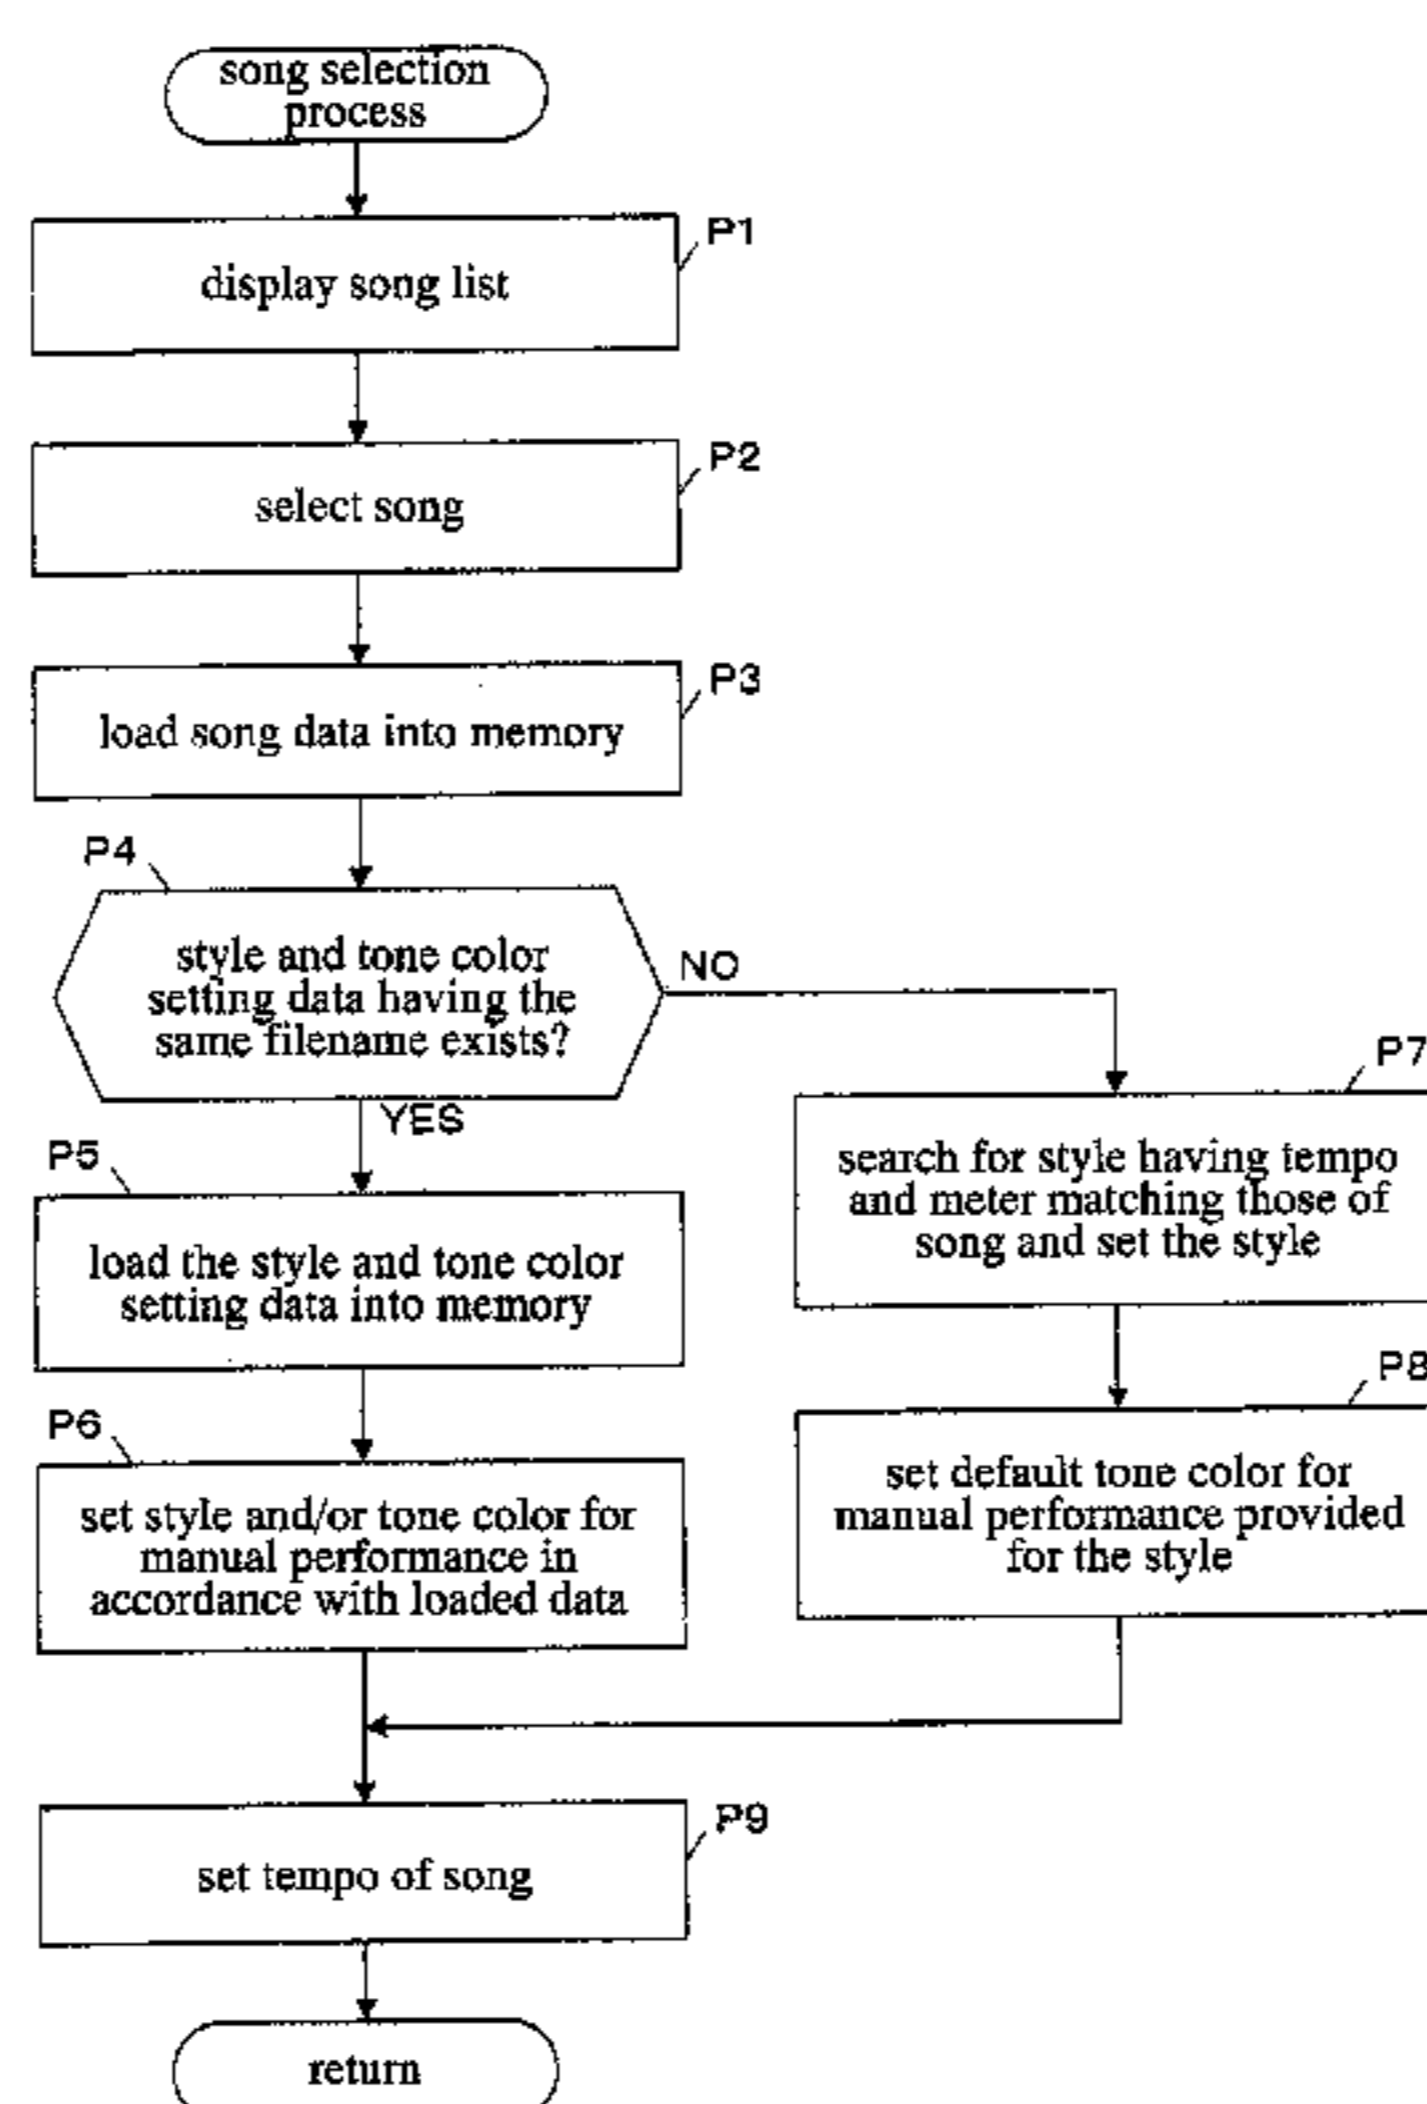 song selection
process
P1
display song list
P2
select song
P3
load song data into memory
P4
style and tone color
setting data having the
same filename exists?
NO
YES
P5
load the style and tone color
setting data into memory
P6
set style and/or tone color for
manual performance in
accordance with loaded data
P7
search for style having tempo
and meter matching those of
song and set the style
P8
set default tone color for
manual performance provided
for the style
P9
set tempo of song
return